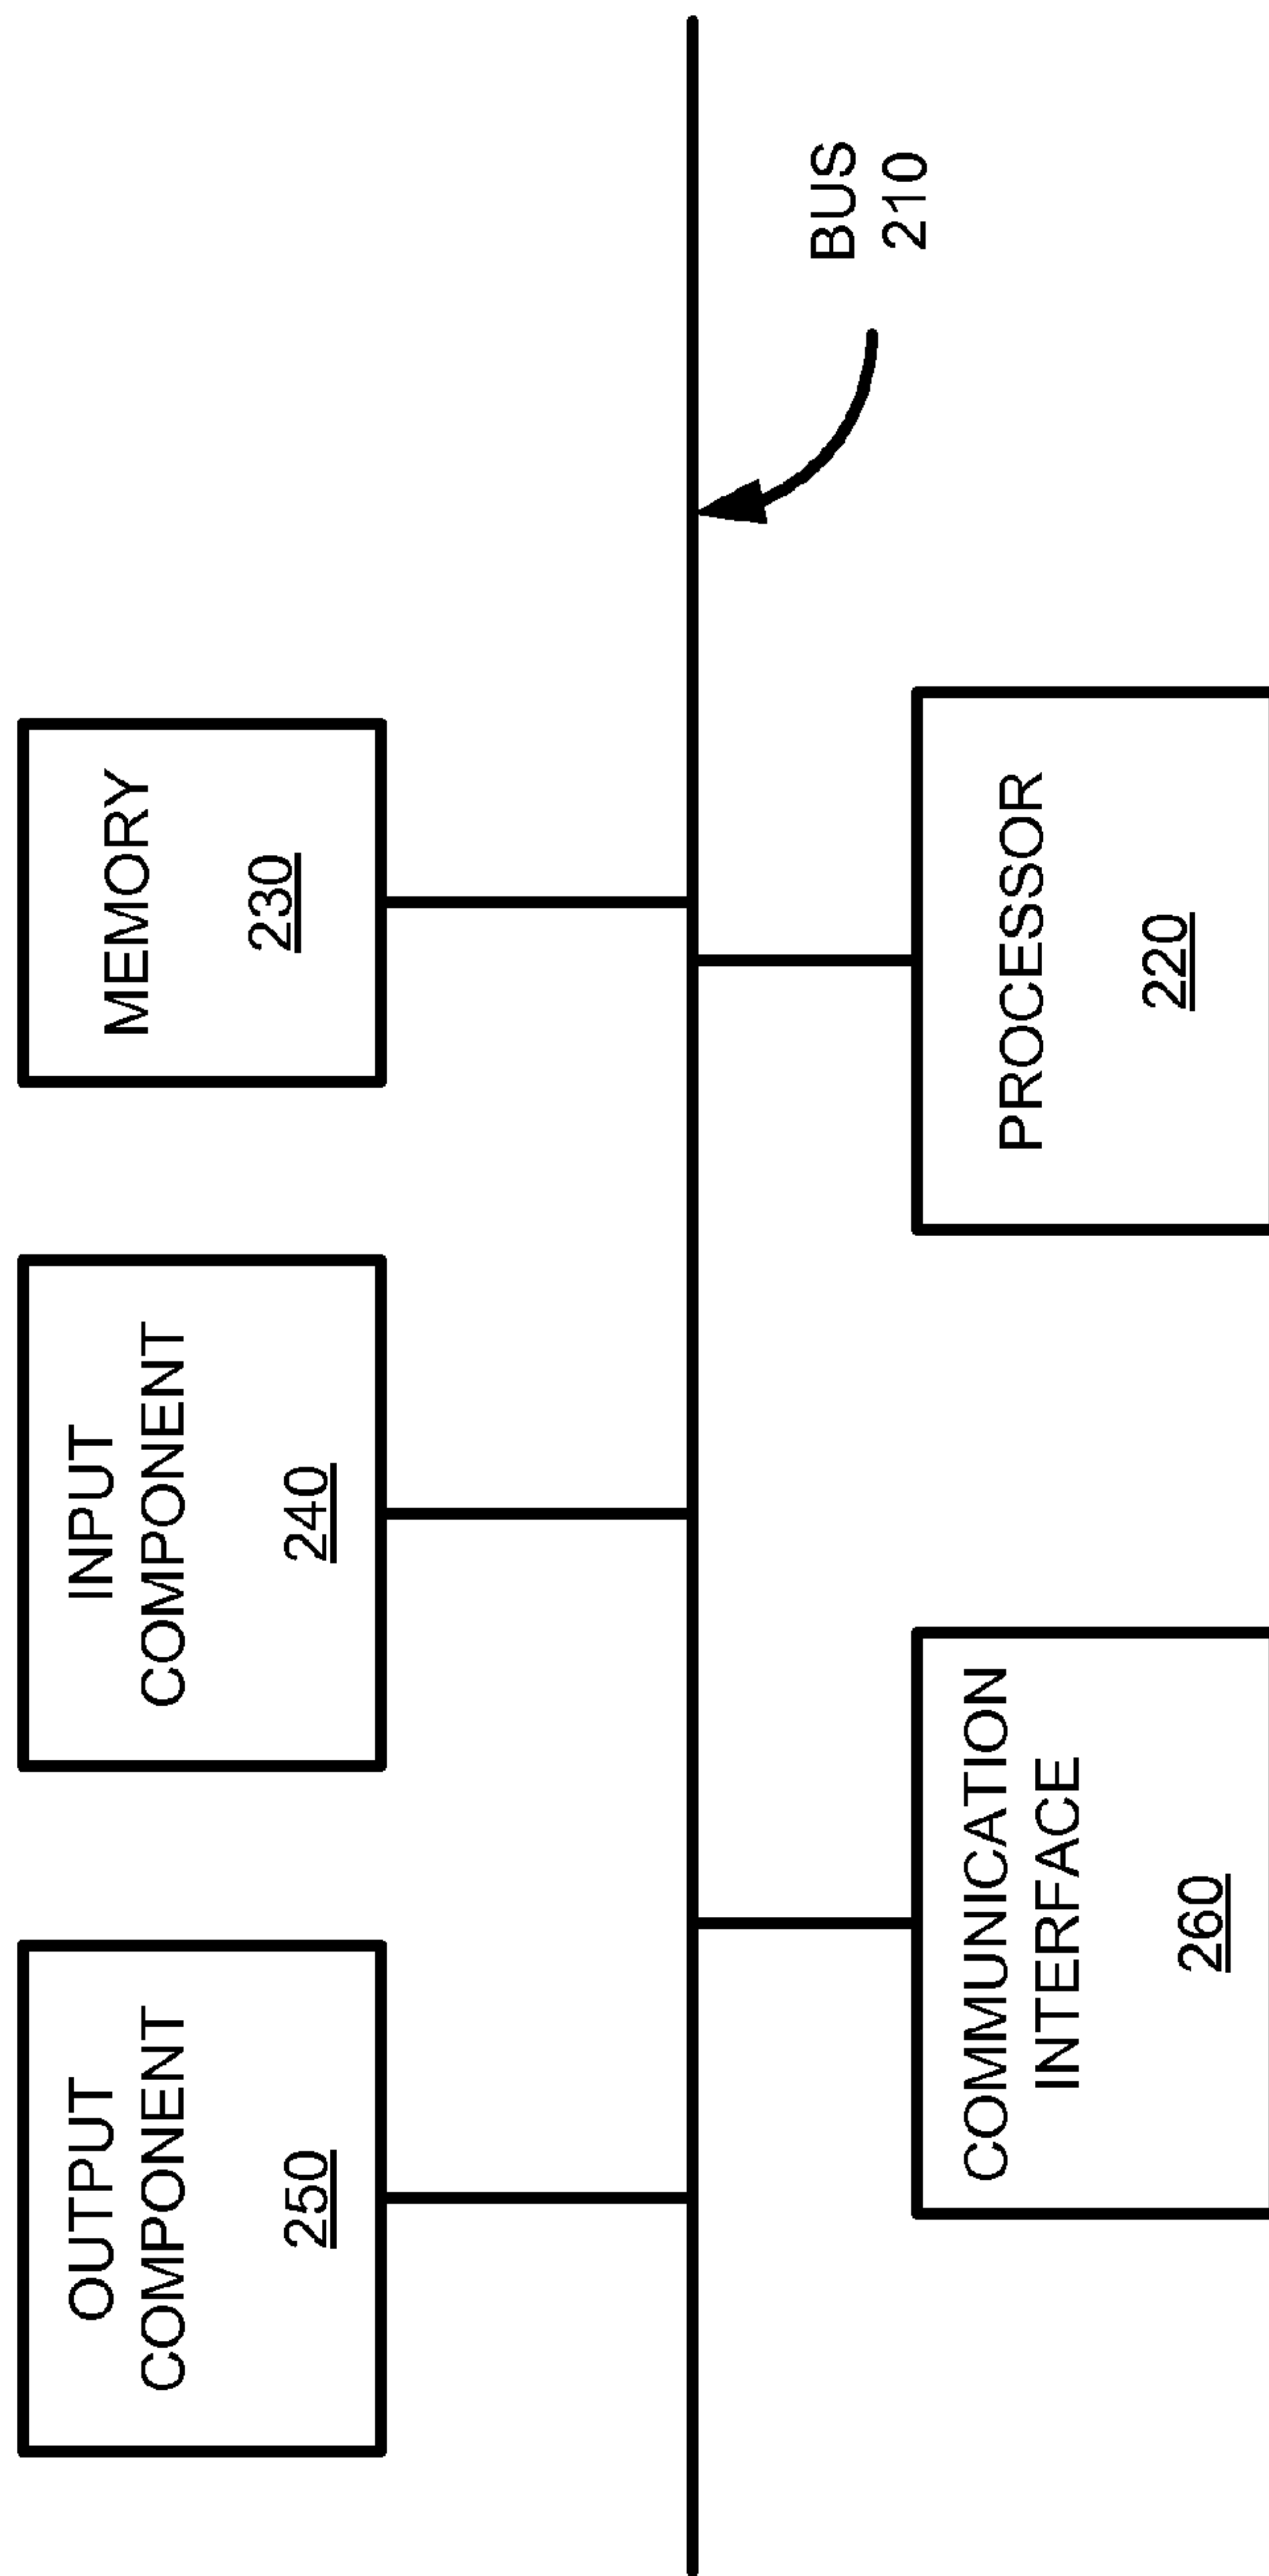 OUTPUT
COMPONENT
250
INPUT
COMPONENT
240
MEMORY
230
BUS
210
COMMUNICATION
INTERFACE
260
PROCESSOR
220